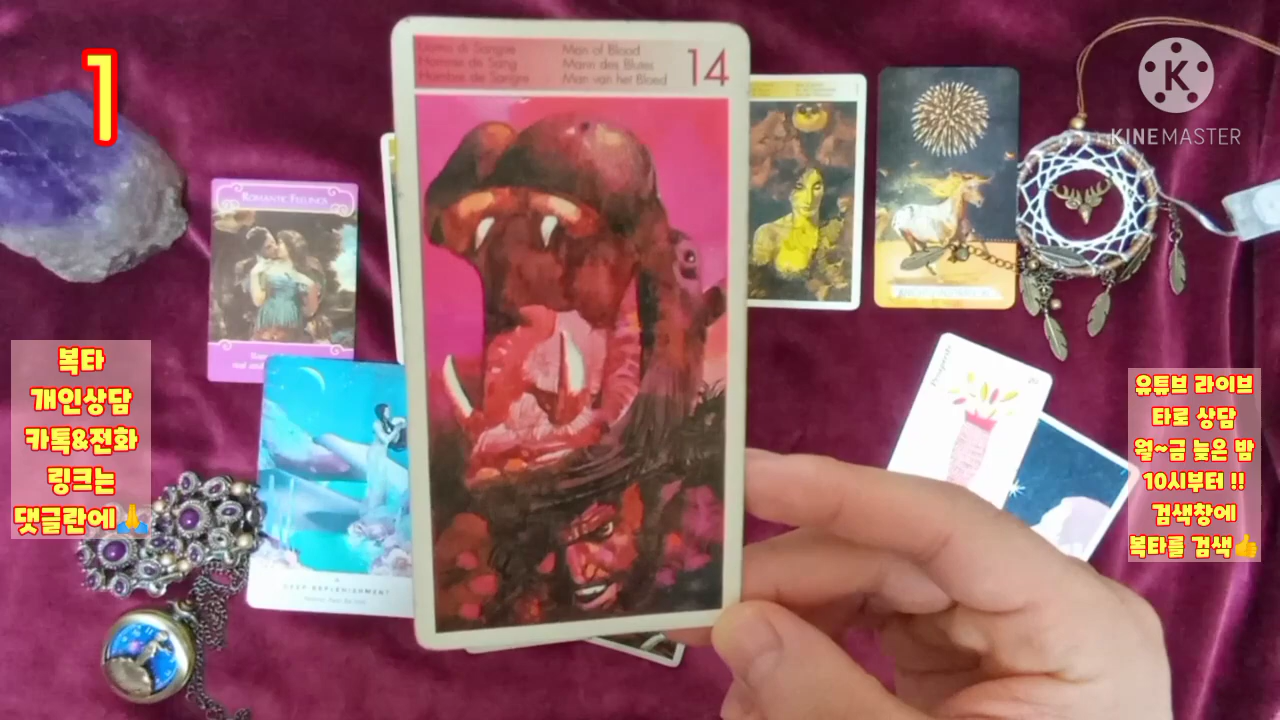 1
Uomo di Sangre
Homme de Sang
Hombre de Sangre
Man of Blood
Mann des Blutes
Man van het Bloed
14
K
KINEMASTER
ROMANTIC FEELINGS
복타
개인상담
카톡&전화
링크는
댓글란에🙏
유튜브 라이브
타로 상담
월~금 늦은 밤
10시부터 !!
검색창에
복타를 검색👍
DEEP REPLENISHMENT